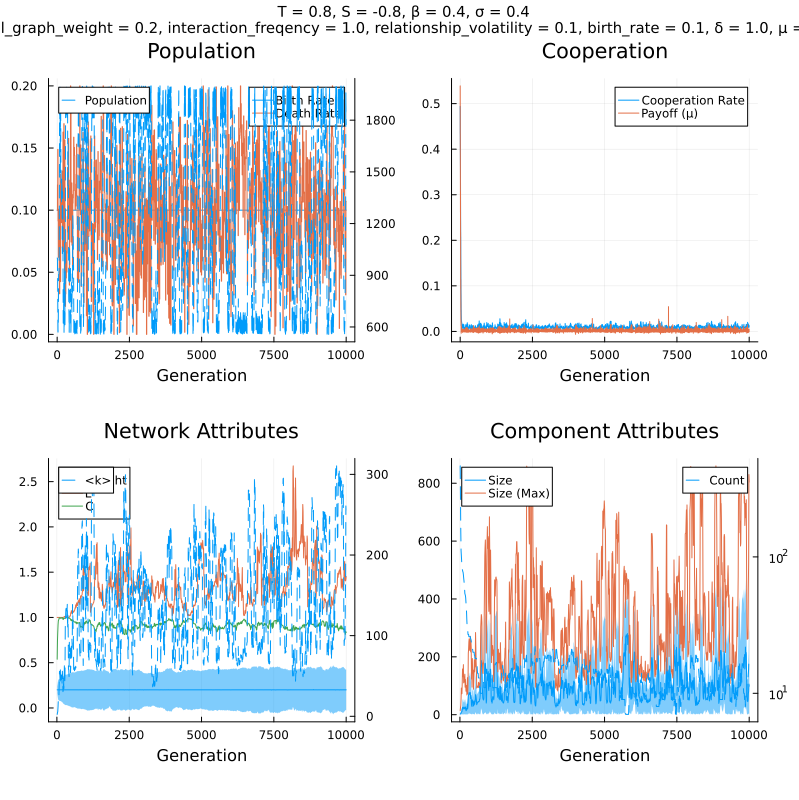 T = 0.8, S = -0.8, β = 0.4, σ = 0.4
l_graph_weight = 0.2, interaction_freqency = 1.0, relationship_volatility = 0.1, birth_rate = 0.1, δ = 1.0, μ =
Population Cooperation
Population
Birth Rate
Death Rate
0.20
0.15
0.10
0.05
0.00
1800
1500
1200
900
600
0 2500 5000 7500 10000
Generation
Cooperation Rate
Payoff (μ)
0.5
0.4
0.3
0.2
0.1
0.0
0 2500 5000 7500 10000
Generation
Network Attributes Component Attributes
<k> ht
L
C
2.5
2.0
1.5
1.0
0.5
0.0
300
200
100
0
0 2500 5000 7500 10000
Generation
Size
Size (Max)
Count
800
600
400
200
0
10²
10¹
0 2500 5000 7500 10000
Generation